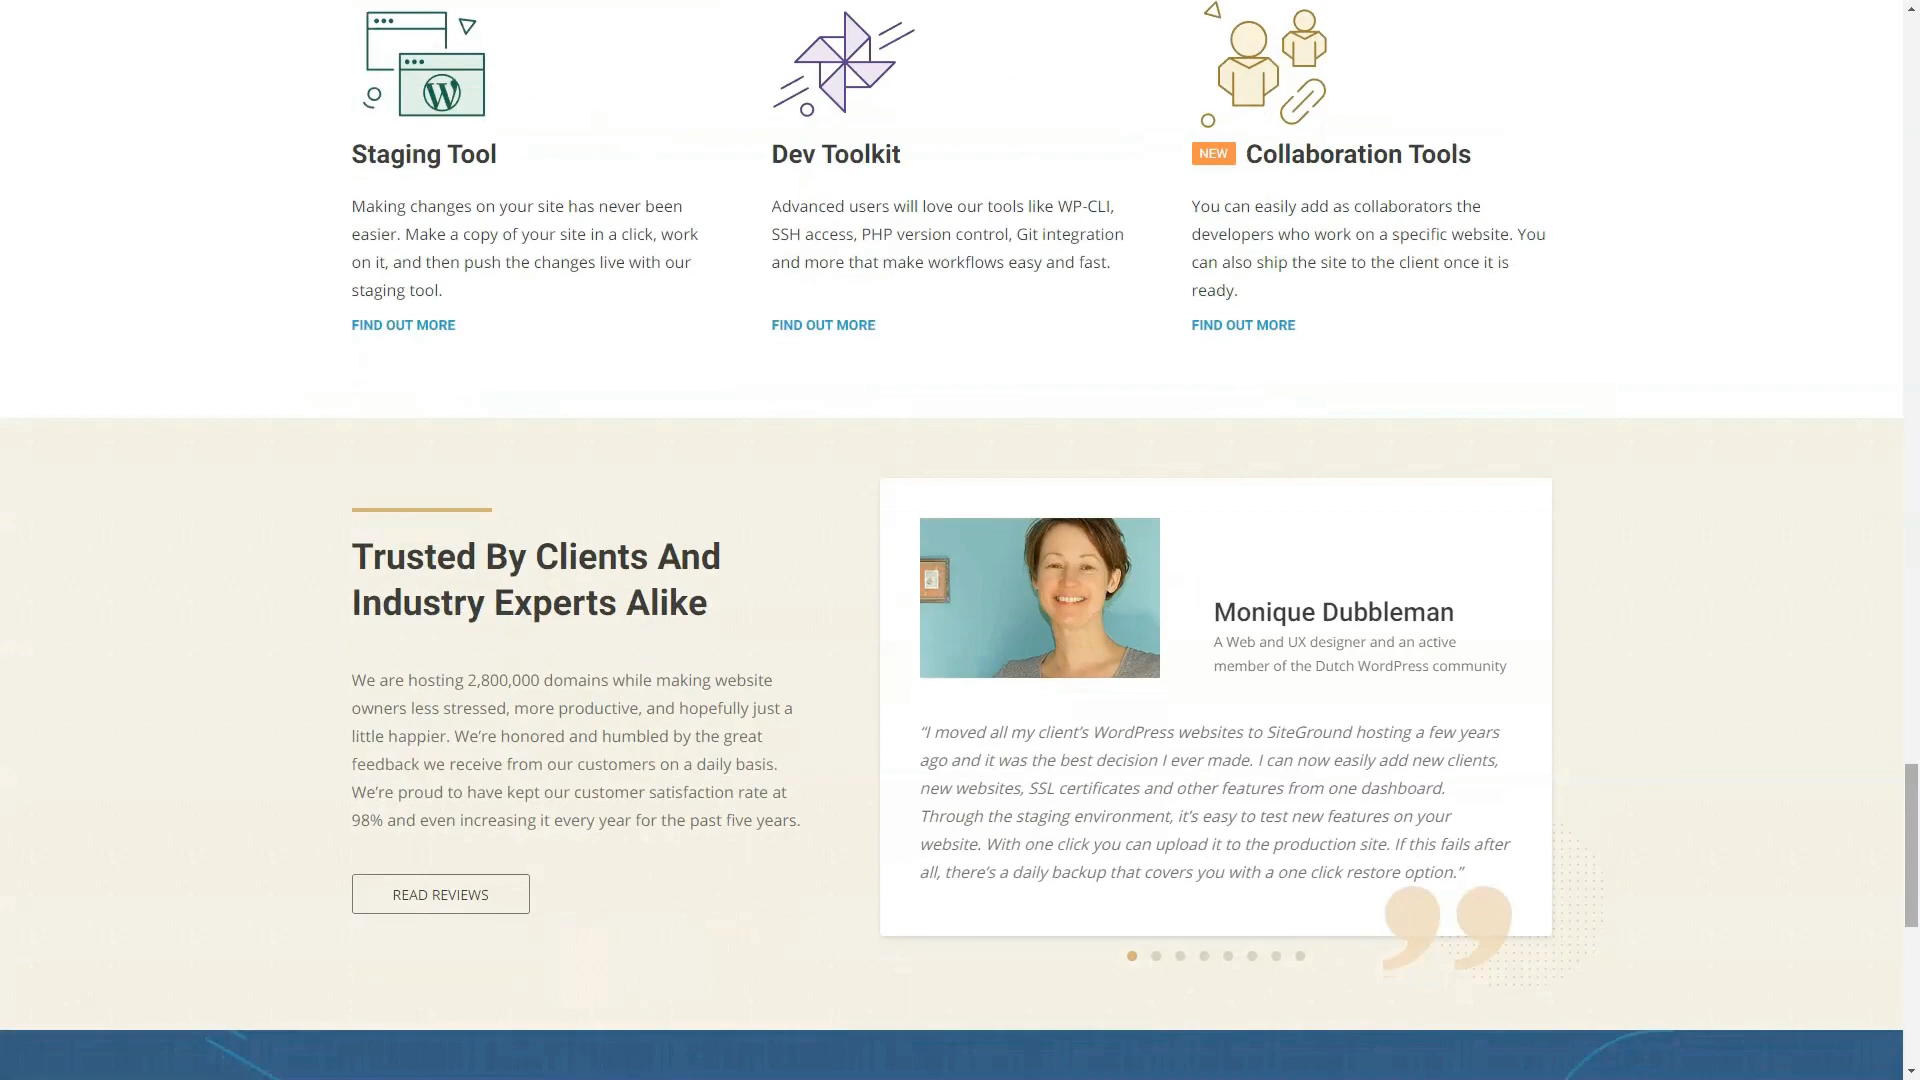 Staging Tool
Making changes on your site has never been
easier. Make a copy of your site in a click, work
on it, and then push the changes live with our
staging tool.
FIND OUT MORE
Dev Toolkit
Advanced users will love our tools like WP-CLI,
SSH access, PHP version control, Git integration
and more that make workflows easy and fast.
FIND OUT MORE
NEW Collaboration Tools
You can easily add as collaborators the
developers who work on a specific website. You
can also ship the site to the client once it is
ready.
FIND OUT MORE
Trusted By Clients And
Industry Experts Alike
We are hosting 2,800,000 domains while making website
owners less stressed, more productive, and hopefully just a
little happier. We’re honored and humbled by the great
feedback we receive from our customers on a daily basis.
We’re proud to have kept our customer satisfaction rate at
98% and even increasing it every year for the past five years.
READ REVIEWS
Monique Dubbleman
A Web and UX designer and an active
member of the Dutch WordPress community
“I moved all my client’s WordPress websites to SiteGround hosting a few years
ago and it was the best decision I ever made. I can now easily add new clients,
new websites, SSL certificates and other features from one dashboard.
Through the staging environment, it’s easy to test new features on your
website. With one click you can upload it to the production site. If this fails after
all, there’s a daily backup that covers you with a one click restore option.”